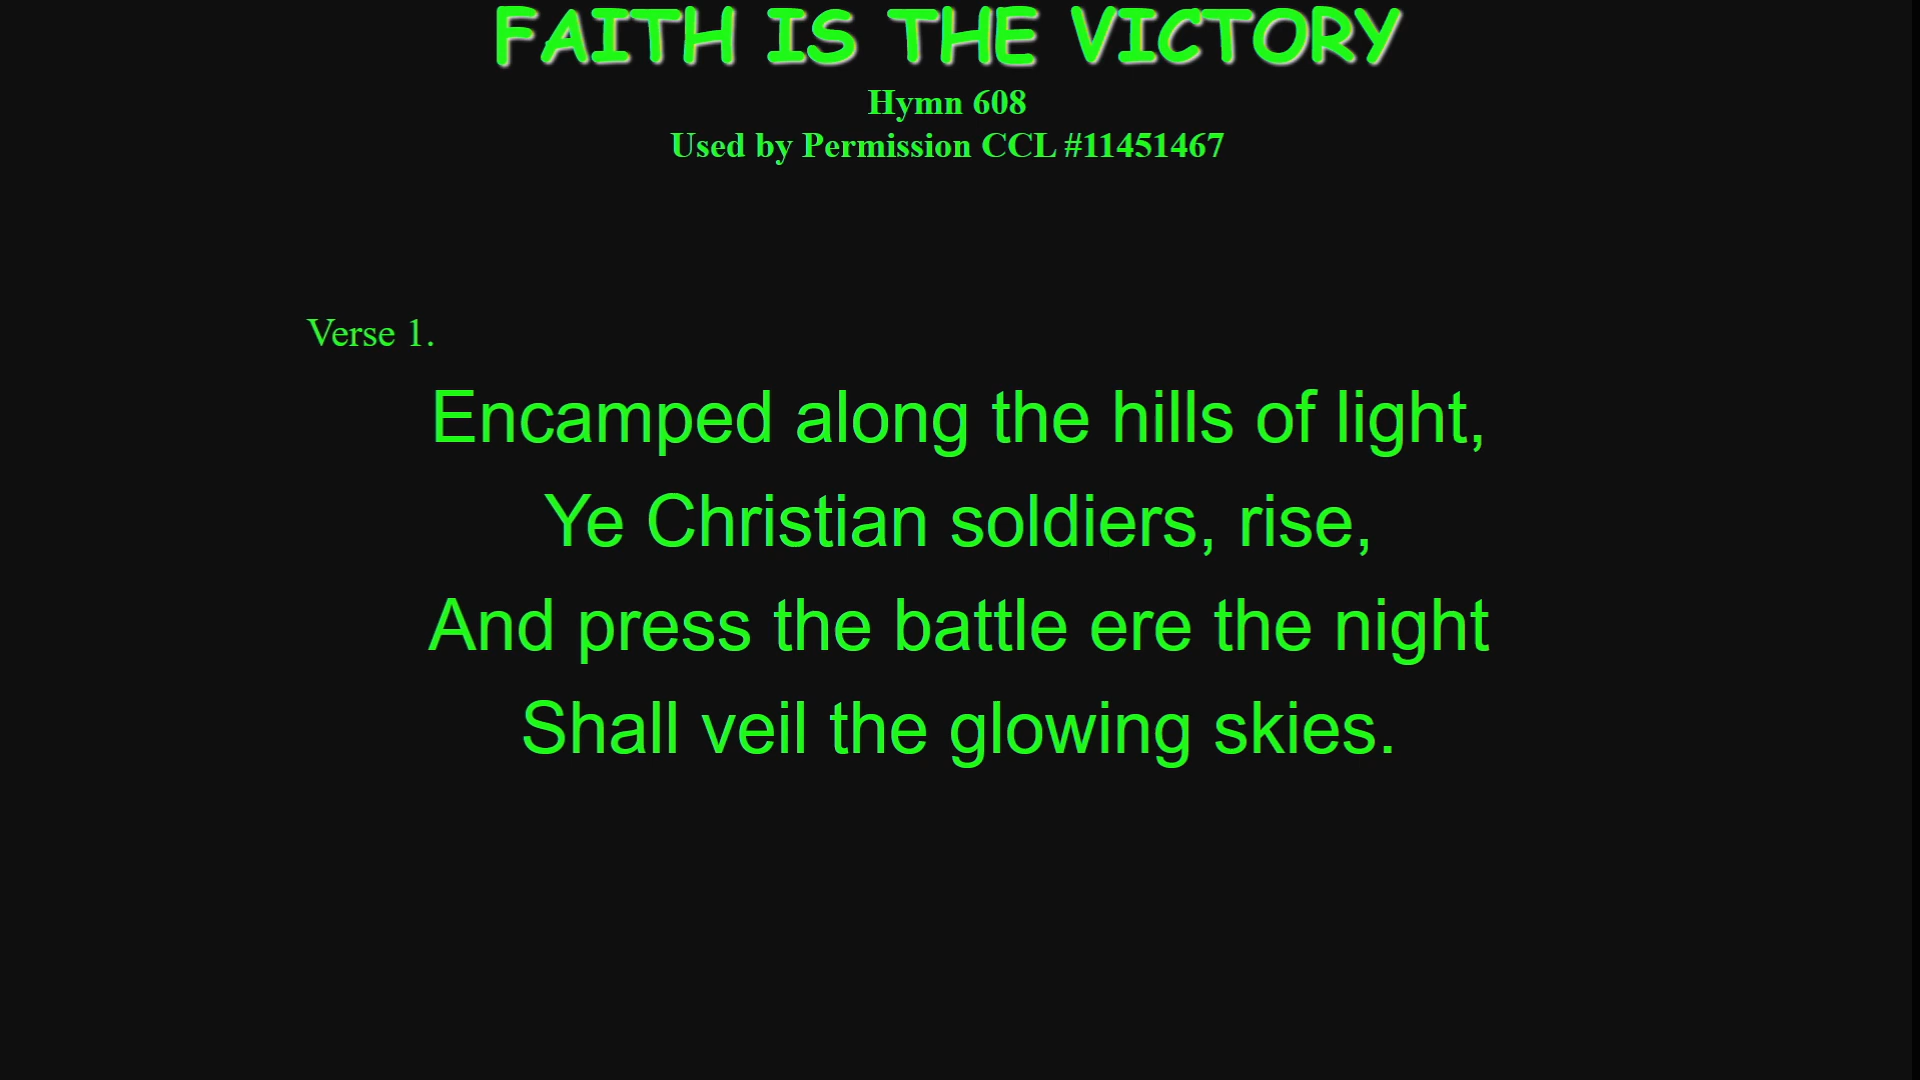 FAITH IS THE VICTORY
Hymn 608
Used by Permission CCL #11451467
Verse 1.
Encamped along the hills of light,
Ye Christian soldiers, rise,
And press the battle ere the night
Shall veil the glowing skies.